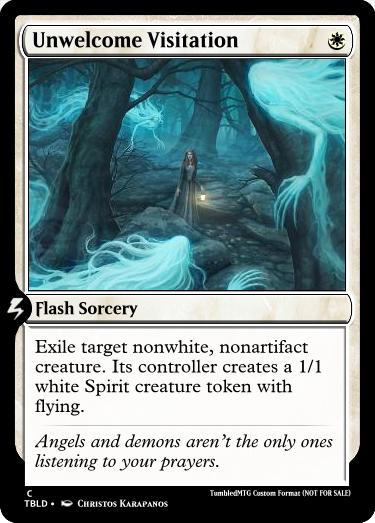 Unwelcome Visitation
Flash Sorcery
Exile target nonwhite, nonartifact
creature. Its controller creates a 1/1
white Spirit creature token with
flying.
Angels and demons aren't the only ones
listening to your prayers.
C
TBLD • Christos Karapanos
TumbledMTG Custom Format (NOT FOR SALE)